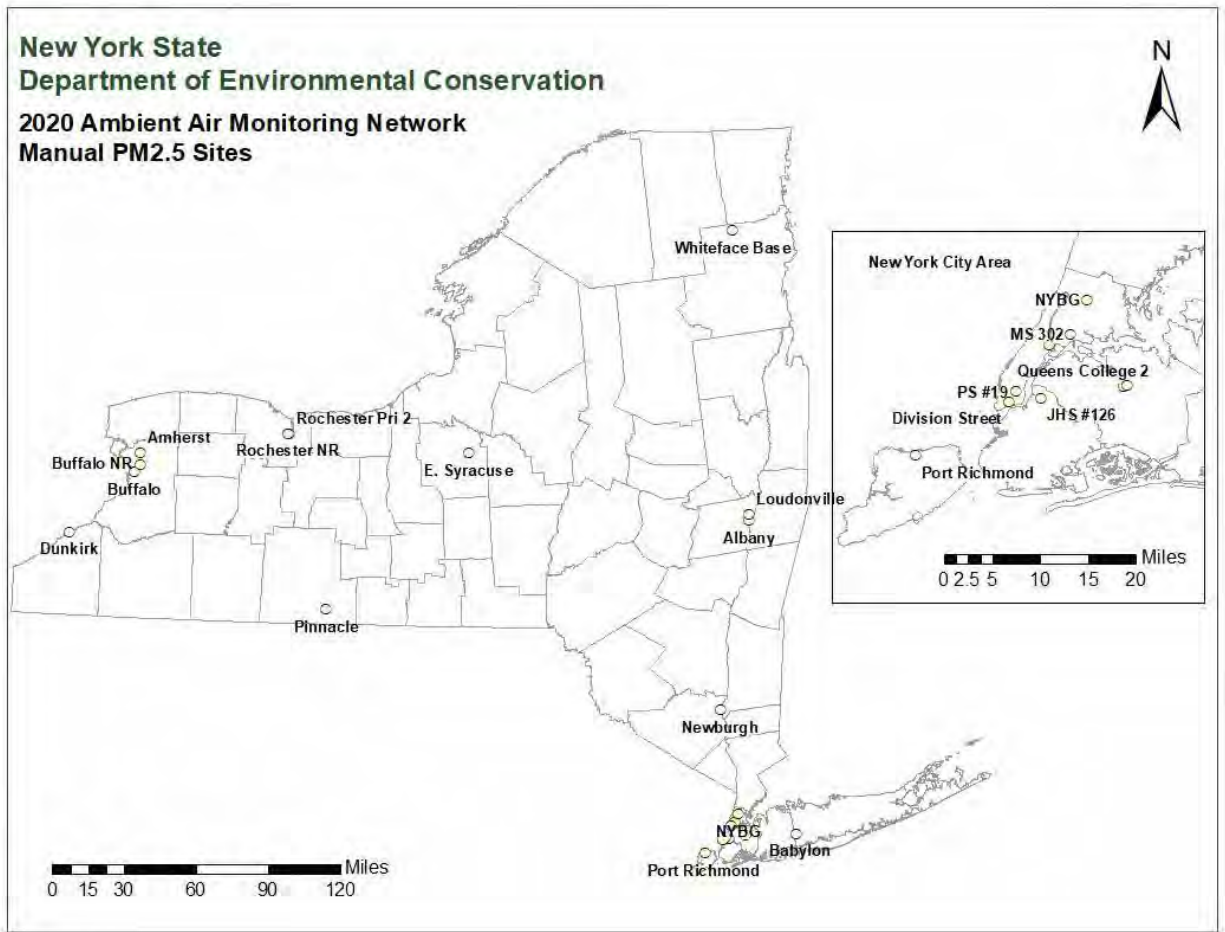 New York State
Department of Environmental Conservation
2020 Ambient Air Monitoring Network
Manual PM2.5 Sites
N
Whiteface Base
New York City Area
NYBG
MS 302
Queens College 2
PS #19
Division Street
JHS #126
Port Richmond
Miles
0 2.5 5 10 15 20
Rochester Pri 2
Rochester NR
Amherst
Buffalo NR
Buffalo
E. Syracuse
Loudonville
Albany
Dunkirk
Pinnacle
Newburgh
NYBG
Babylon
Port Richmond
Miles
0 15 30 60 90 120